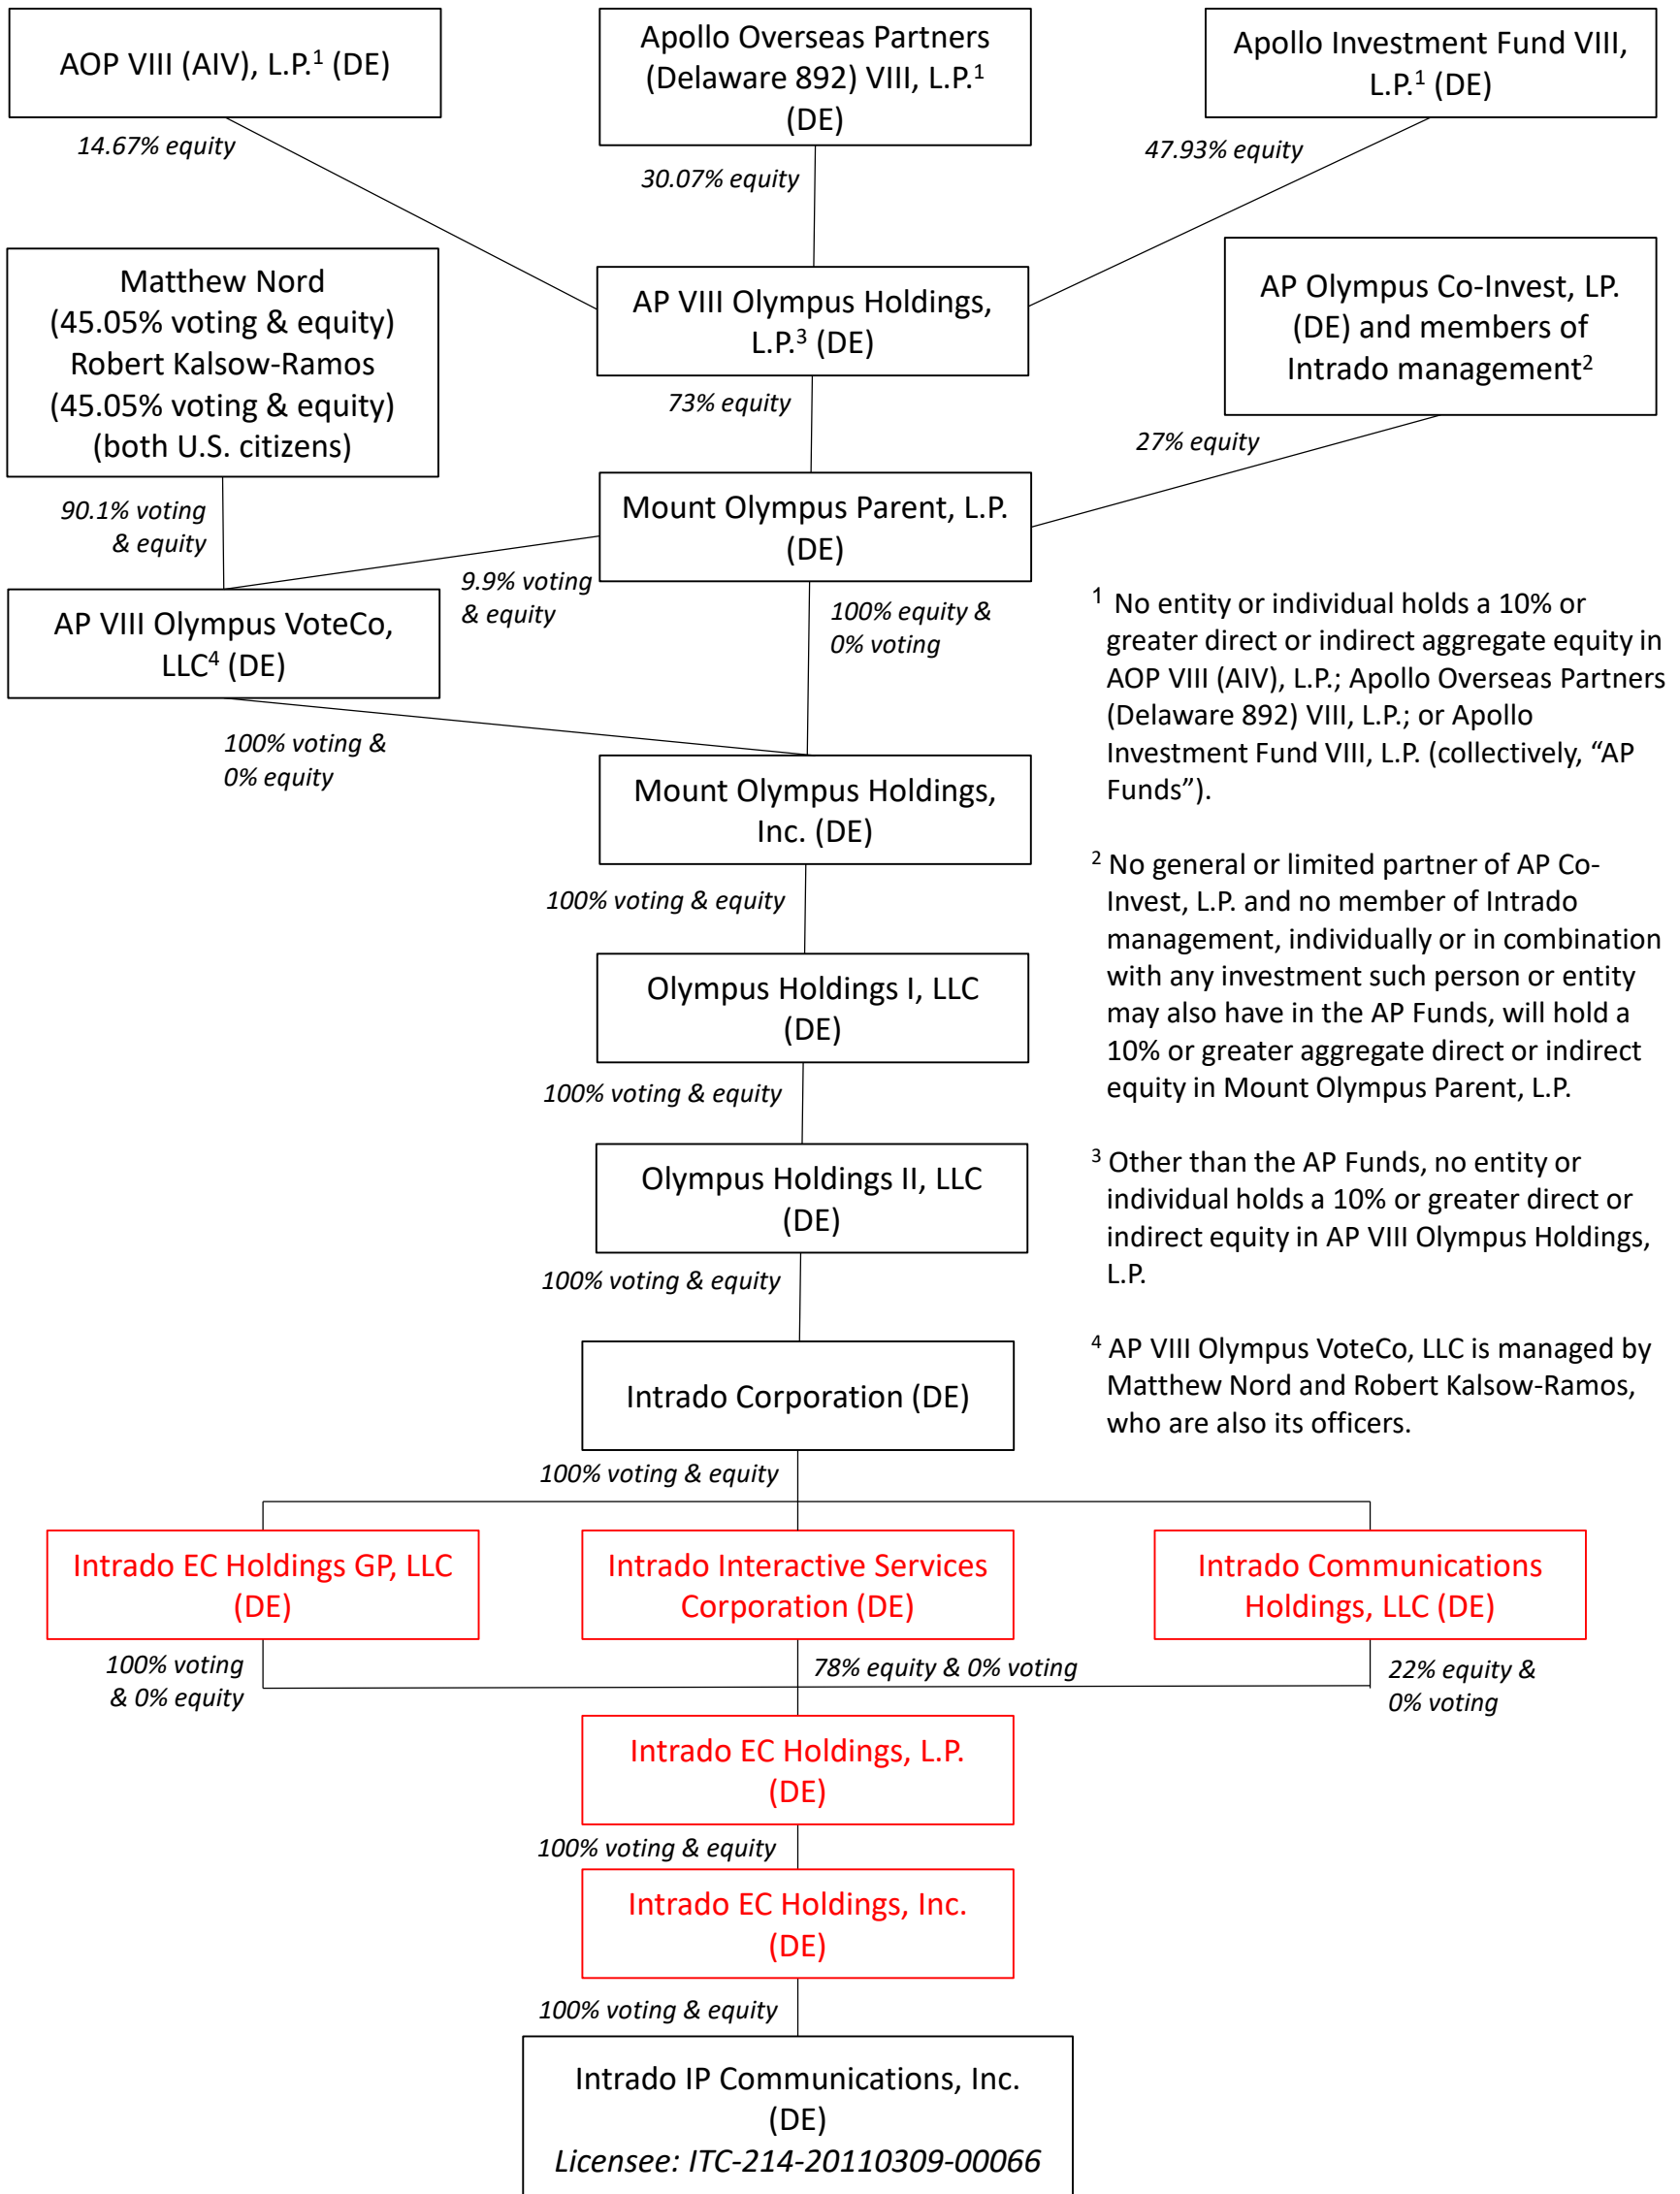 AOP VIII (AIV), L.P.1 (DE)
Apollo Overseas Partners
(Delaware 892) VIII, L.P.1
(DE)
Apollo Investment Fund VIII,
L.P.1 (DE)
14.67% equity
30.07% equity
47.93% equity
Matthew Nord
(45.05% voting & equity)
Robert Kalsow-Ramos
(45.05% voting & equity)
(both U.S. citizens)
AP VIII Olympus Holdings,
L.P.3 (DE)
AP Olympus Co-Invest, LP.
(DE) and members of
Intrado management2
73% equity
27% equity
90.1% voting
& equity
Mount Olympus Parent, L.P.
(DE)
9.9% voting
& equity
100% equity &
0% voting
AP VIII Olympus VoteCo,
LLC4 (DE)
100% voting &
0% equity
Mount Olympus Holdings,
Inc. (DE)
100% voting & equity
Olympus Holdings I, LLC
(DE)
100% voting & equity
Olympus Holdings II, LLC
(DE)
100% voting & equity
Intrado Corporation (DE)
100% voting & equity
1 No entity or individual holds a 10% or
greater direct or indirect aggregate equity in
AOP VIII (AIV), L.P.; Apollo Overseas Partners
(Delaware 892) VIII, L.P.; or Apollo
Investment Fund VIII, L.P. (collectively, “AP
Funds”).
2 No general or limited partner of AP Co-
Invest, L.P. and no member of Intrado
management, individually or in combination
with any investment such person or entity
may also have in the AP Funds, will hold a
10% or greater aggregate direct or indirect
equity in Mount Olympus Parent, L.P.
3 Other than the AP Funds, no entity or
individual holds a 10% or greater direct or
indirect equity in AP VIII Olympus Holdings,
L.P.
4 AP VIII Olympus VoteCo, LLC is managed by
Matthew Nord and Robert Kalsow-Ramos,
who are also its officers.
Intrado EC Holdings GP, LLC
(DE)
Intrado Interactive Services
Corporation (DE)
Intrado Communications
Holdings, LLC (DE)
100% voting
& 0% equity
78% equity & 0% voting
22% equity &
0% voting
Intrado EC Holdings, L.P.
(DE)
100% voting & equity
Intrado EC Holdings, Inc.
(DE)
100% voting & equity
Intrado IP Communications, Inc.
(DE)
Licensee: ITC-214-20110309-00066